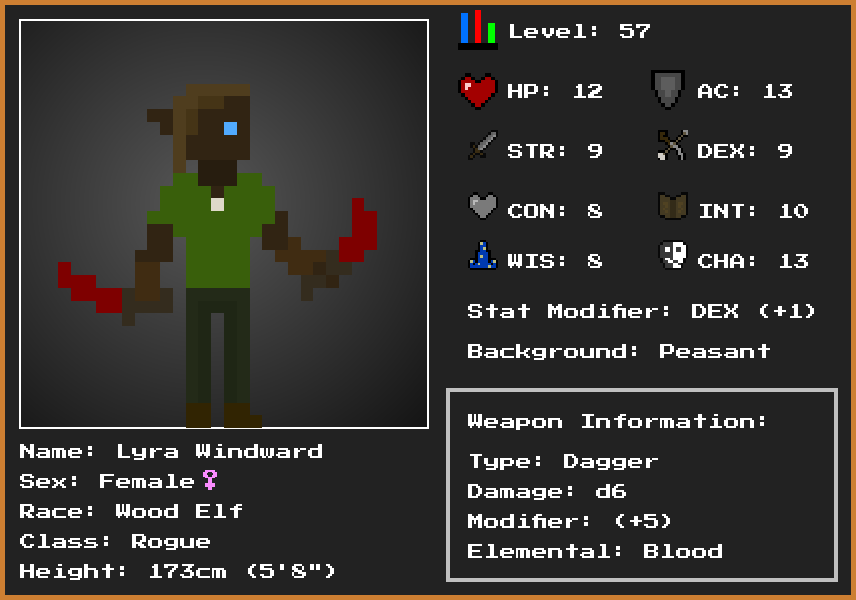 Level: 57
HP: 12 AC: 13
STR: 9 DEX: 9
CON: 8 INT: 10
WIS: 8 CHA: 13
Stat Modifier: DEX (+1)
Background: Peasant
Weapon Information:
Type: Dagger
Damage: d6
Modifier: (+5)
Elemental: Blood
Name: Lyra Windward
Sex: Female♀
Race: Wood Elf
Class: Rogue
Height: 173cm (5'8")